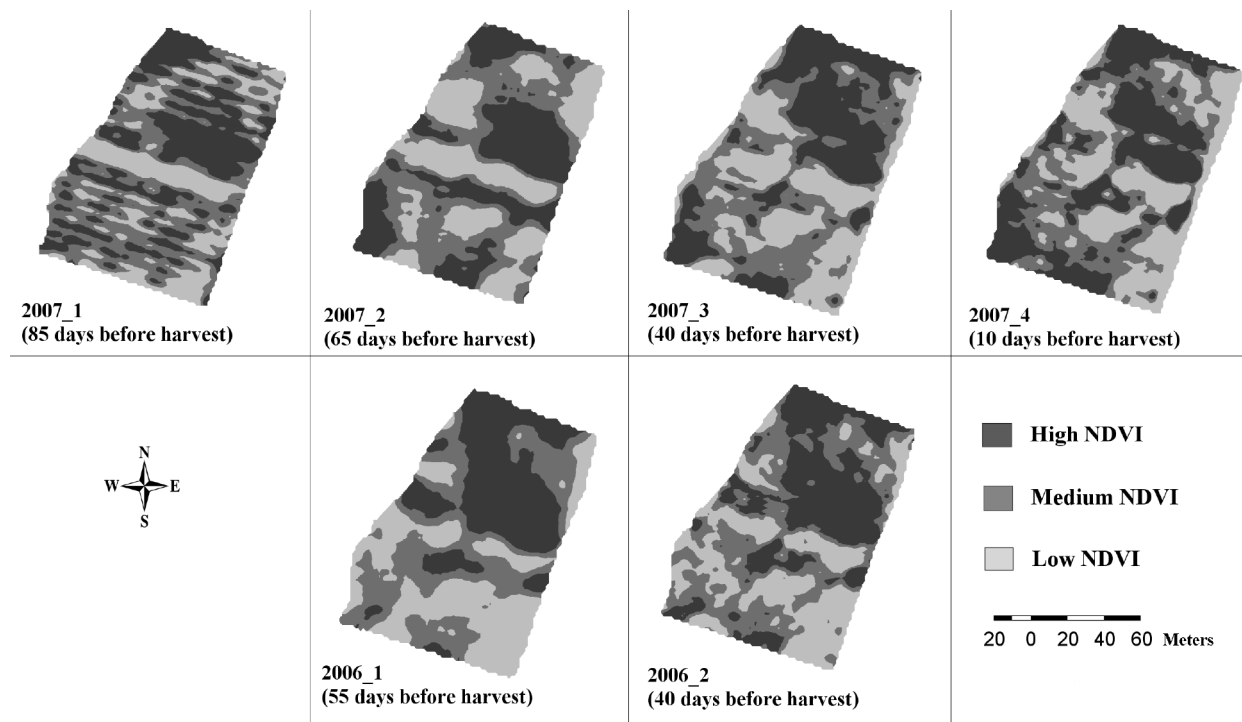 2007_1
(85 days before harvest)
2007_2
(65 days before harvest)
2007_3
(40 days before harvest)
2007_4
(10 days before harvest)
N
W E
S
2006_1
(55 days before harvest)
2006_2
(40 days before harvest)
High NDVI
Medium NDVI
Low NDVI
20 0 20 40 60 Meters